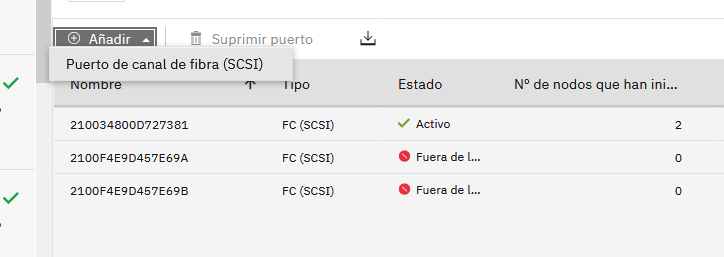 Añadir Suprimir puerto
Puerto de canal de fibra (SCSI)
Nombre Tipo Estado Nº de nodos que han ini...
210034800D727381 FC (SCSI) Activo 2
2100F4E9D457E69A FC (SCSI) Fuera de l... 0
2100F4E9D457E69B FC (SCSI) Fuera de l... 0